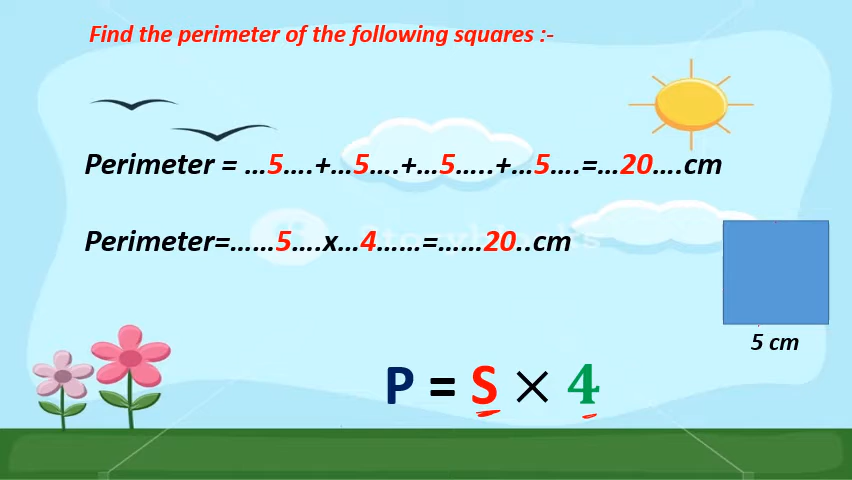 Find the perimeter of the following squares :-
Perimeter = …5….+…5….+…5…..+…5….=…20….cm
Perimeter=……5….x…4……=……20..cm
5 cm
P = S × 4